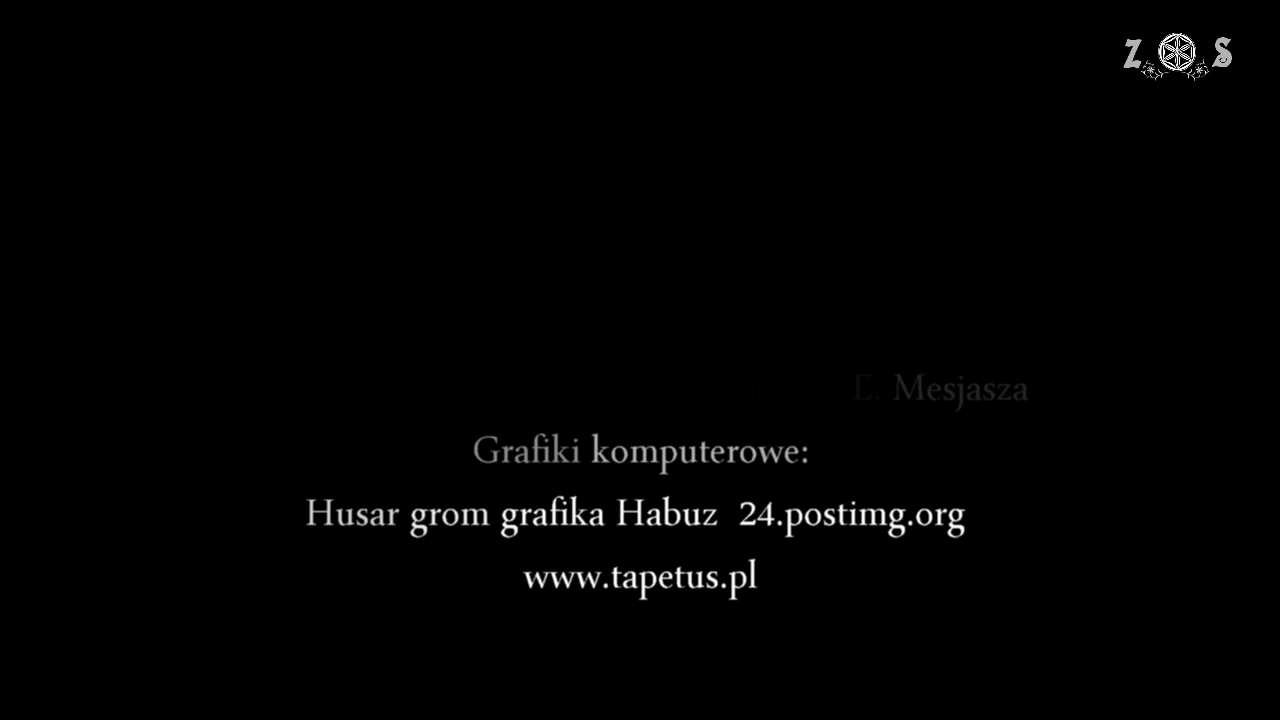 Z S
E. Mesjasza
Grafiki komputerowe:
Husar grom grafika Habuz 24.postimg.org
www.tapetus.pl